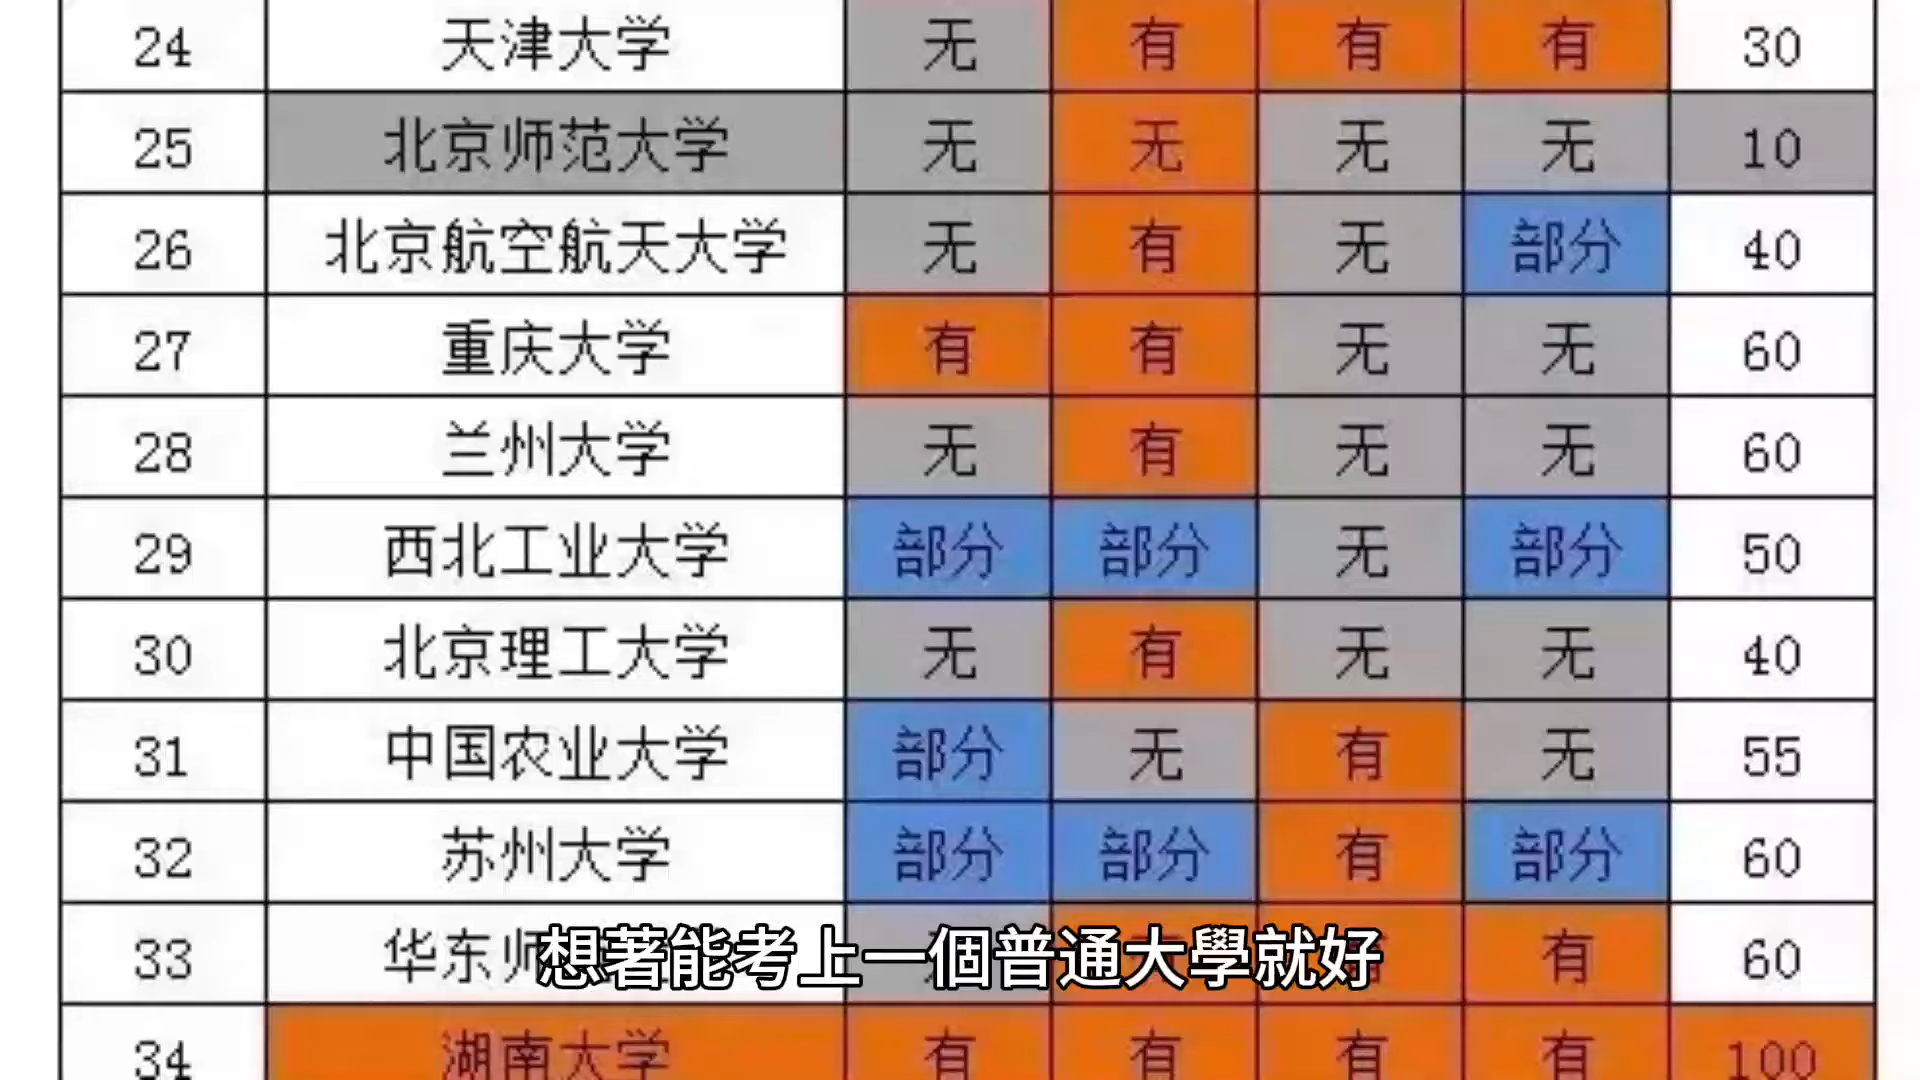 24 天津大学 无 有 有 有 30
25 北京师范大学 无 无 无 无 10
26 北京航空航天大学 无 有 无 部分 40
27 重庆大学 有 有 无 无 60
28 兰州大学 无 有 无 无 60
29 西北工业大学 部分 部分 无 部分 50
30 北京理工大学 无 有 无 无 40
31 中国农业大学 部分 无 有 无 55
32 苏州大学 部分 部分 有 部分 60
33 华东师 有 60
想著能考上一個普通大學就好
34 湖南大学 有 有 有 有 100